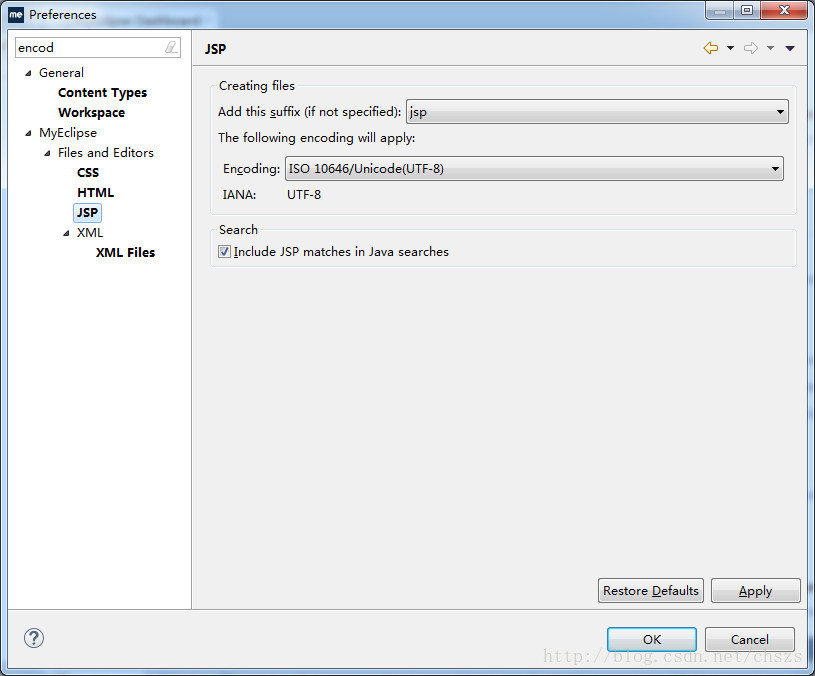 me Preferences
encod
JSP
General
Content Types
Workspace
MyEclipse
Files and Editors
CSS
HTML
JSP
XML
XML Files
Creating files
Add this suffix (if not specified): jsp
The following encoding will apply:
Encoding: ISO 10646/Unicode(UTF-8)
IANA: UTF-8
Search
Include JSP matches in Java searches
Restore Defaults Apply
? OK Cancel
http://blog.csdn.net/chszs